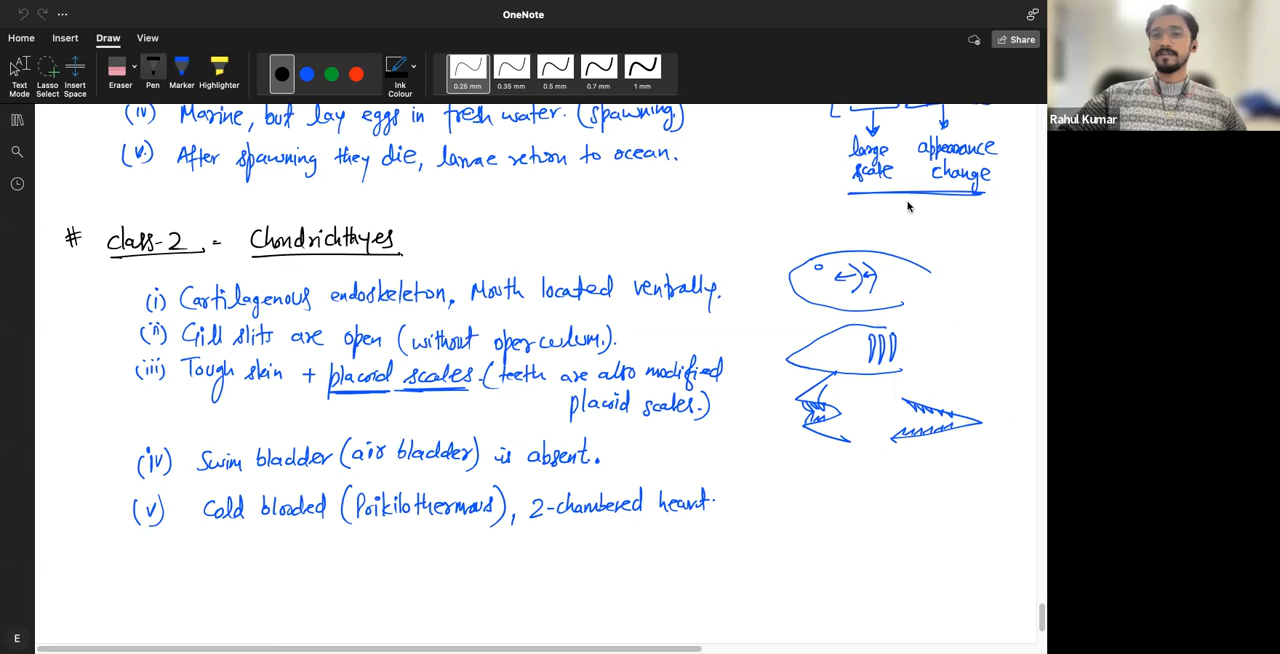 OneNote
Home Insert Draw View
Share
Text Mode
Lasso Select
Insert Space
Eraser
Pen
Marker
Highlighter
Ink Colour
0.25 mm
0.35 mm
0.5 mm
0.7 mm
1 mm
Rahul Kumar
(iv) Marine, but lay eggs in fresh water. (spawning)
(v.) After spawning they die, larvae return to ocean.
large scale
appearance change
# class-2 - Chondrichthyes
(i) Cartilagenous endoskeleton, Mouth located ventrally.
(ii) Gill slits are open (without operculum.).
(iii) Tough skin + placoid scales. (teeth are also modified
placoid scales.)
(iv) Swim bladder (air bladder) is absent.
(v) Cold blooded (Poikilothermous), 2-chambered heart.
E